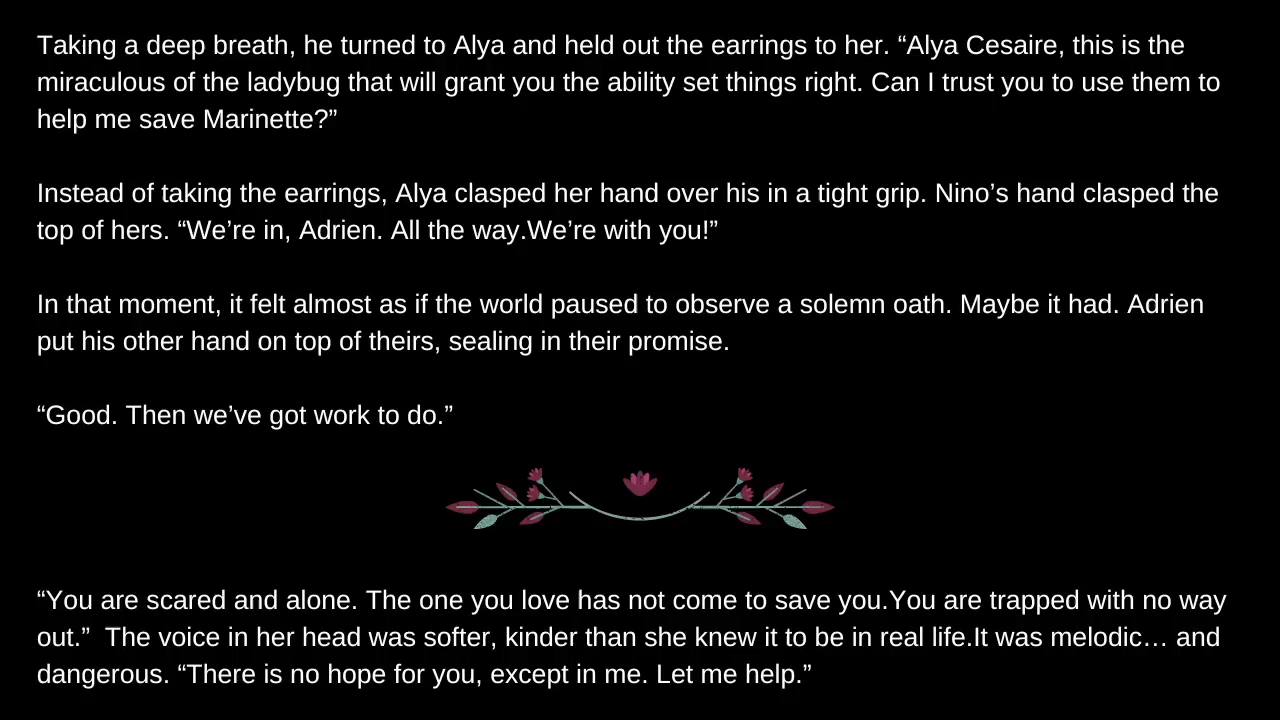 Taking a deep breath, he turned to Alya and held out the earrings to her. “Alya Cesaire, this is the
miraculous of the ladybug that will grant you the ability set things right. Can I trust you to use them to
help me save Marinette?”
Instead of taking the earrings, Alya clasped her hand over his in a tight grip. Nino’s hand clasped the
top of hers. “We’re in, Adrien. All the way.We’re with you!”
In that moment, it felt almost as if the world paused to observe a solemn oath. Maybe it had. Adrien
put his other hand on top of theirs, sealing in their promise.
“Good. Then we’ve got work to do.”
“You are scared and alone. The one you love has not come to save you.You are trapped with no way
out.”  The voice in her head was softer, kinder than she knew it to be in real life.It was melodic… and
dangerous. “There is no hope for you, except in me. Let me help.”